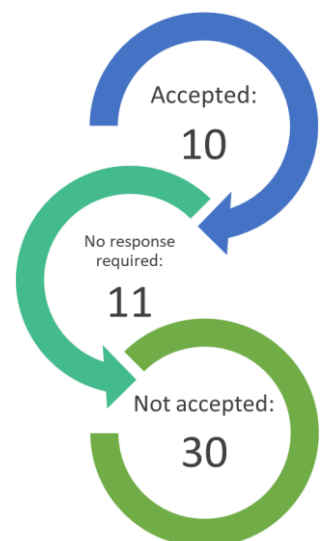 Accepted:
10
No response
required:
11
Not accepted:
30